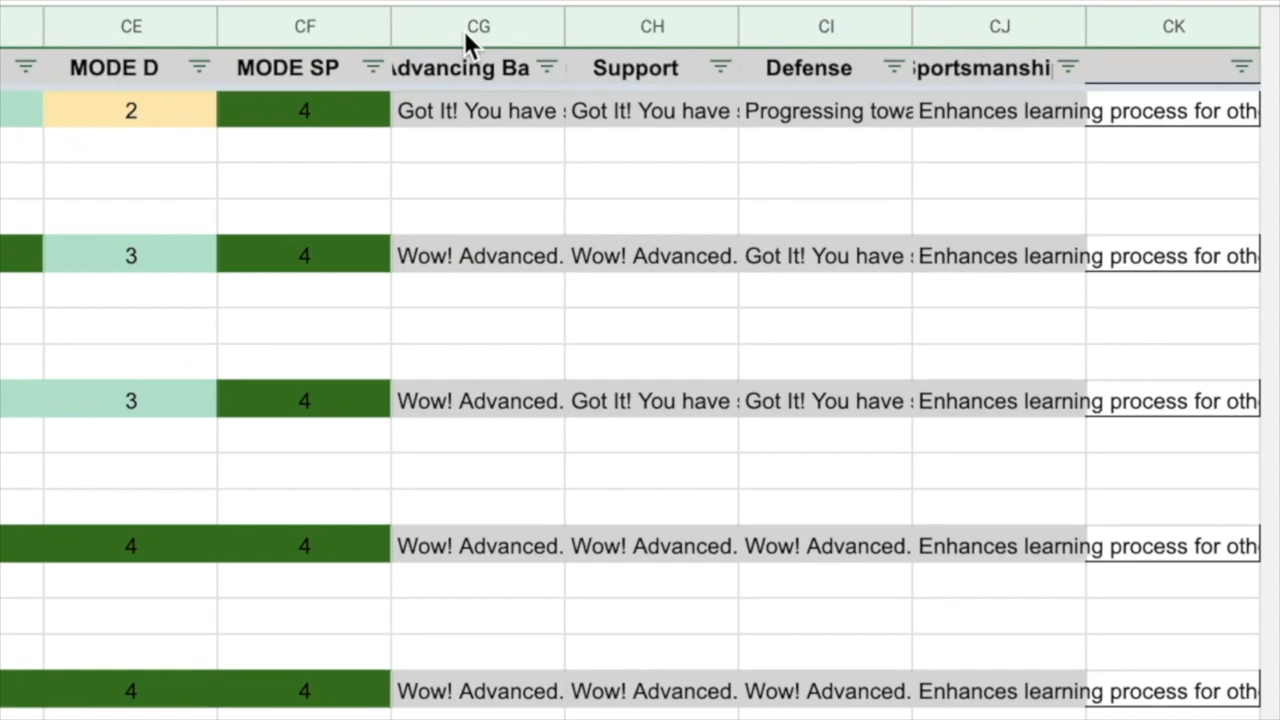 CE CF CG CH CI CJ CK
MODE D MODE SP Advancing Ba Support Defense Sportsmanshi
2 4 Got It! You have Got It! You have Progressing towa Enhances learning process for oth
3 4 Wow! Advanced. Wow! Advanced. Got It! You have Enhances learning process for oth
3 4 Wow! Advanced. Got It! You have Got It! You have Enhances learning process for oth
4 4 Wow! Advanced. Wow! Advanced. Wow! Advanced. Enhances learning process for oth
4 4 Wow! Advanced. Wow! Advanced. Wow! Advanced. Enhances learning process for oth